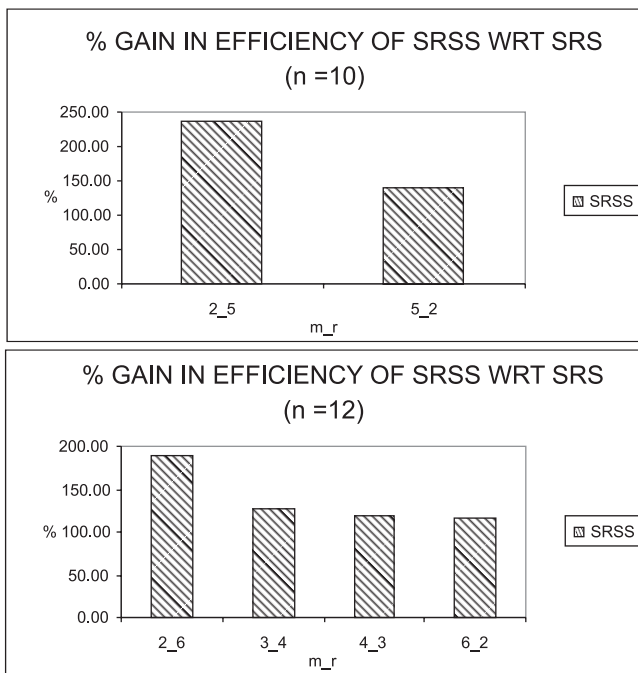 % GAIN IN EFFICIENCY OF SRSS WRT SRS
(n =10)
250.00
200.00
150.00
%
100.00
50.00
0.00
2_5 5_2
m_r
SRSS
% GAIN IN EFFICIENCY OF SRSS WRT SRS
(n =12)
200.00
150.00
%
100.00
50.00
0.00
2_6 3_4 4_3 6_2
m_r
SRSS